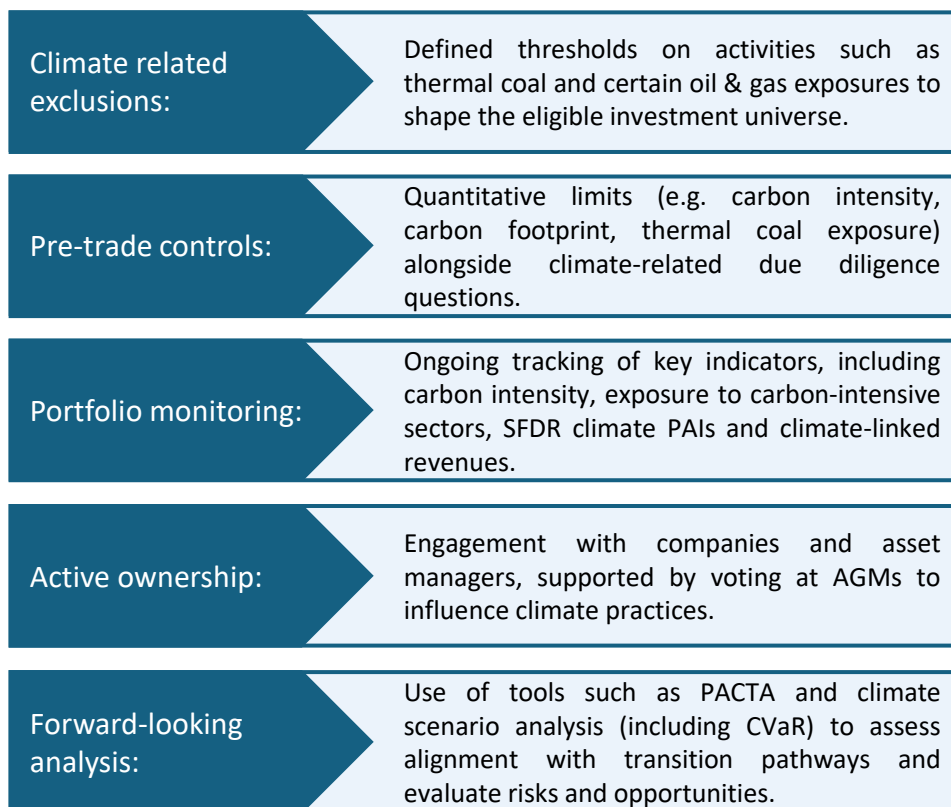 Climate related
exclusions:
Defined thresholds on activities such as
thermal coal and certain oil & gas exposures to
shape the eligible investment universe.
Pre-trade controls:
Quantitative limits (e.g. carbon intensity,
carbon footprint, thermal coal exposure)
alongside climate-related due diligence
questions.
Portfolio monitoring:
Ongoing tracking of key indicators, including
carbon intensity, exposure to carbon-intensive
sectors, SFDR climate PAIs and climate-linked
revenues.
Active ownership:
Engagement with companies and asset
managers, supported by voting at AGMs to
influence climate practices.
Forward-looking
analysis:
Use of tools such as PACTA and climate
scenario analysis (including CVaR) to assess
alignment with transition pathways and
evaluate risks and opportunities.